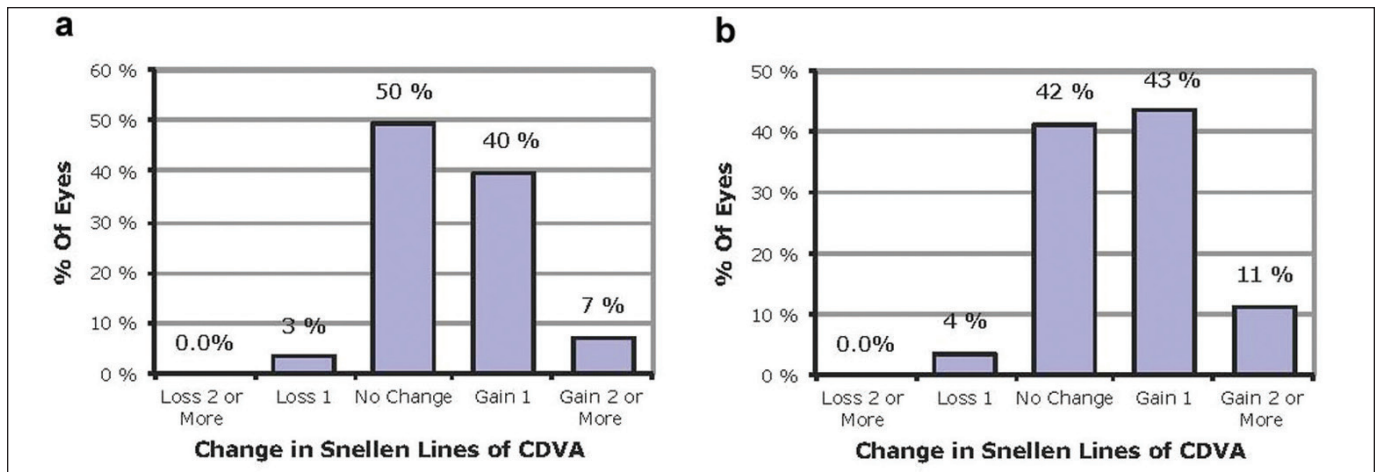 a
60 %
50 %
40 %
30 %
20 %
10 %
0 %
% Of Eyes
0.0%
3 %
50 %
40 %
7 %
Loss 2 or More
Loss 1
No Change
Gain 1
Gain 2 or More
Change in Snellen Lines of CDVA
b
50 %
40 %
30 %
20 %
10 %
0 %
% Of Eyes
0.0%
4 %
42 %
43 %
11 %
Loss 2 or More
Loss 1
No Change
Gain 1
Gain 2 or More
Change in Snellen Lines of CDVA